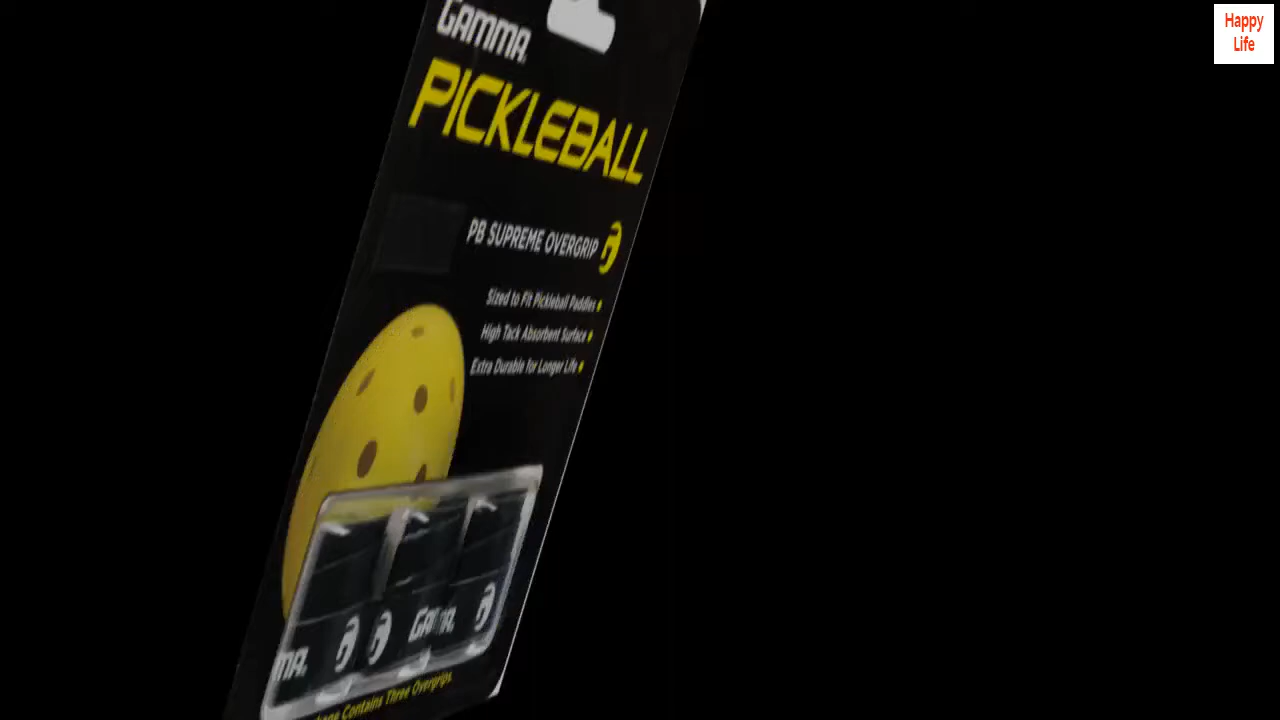 GAMMA
PICKLEBALL
PB SUPREME OVERGRIP
Sized to Fit Pickleball Paddles
High Tack Absorbent Surface
Extra Durable for Longer Life
GAMMA.
MA.
Contains Three Overgrips.
Happy
Life